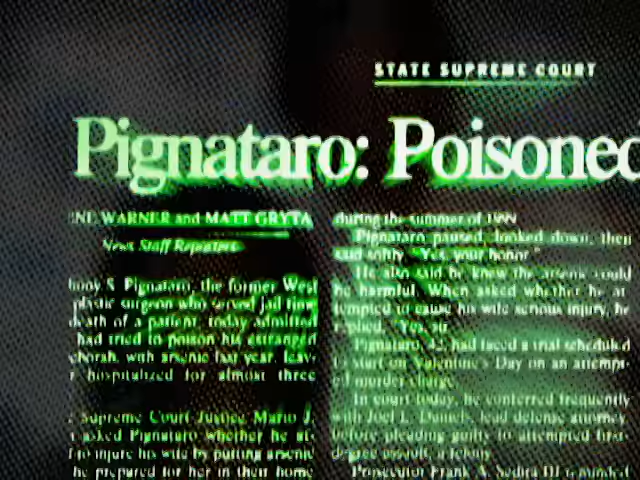 STATE SUPREME COURT
Pignataro: Poisoned
NE WARNER and MATT GRYTA
News Staff Reporters
hony S. Pignataro, the former West
plastic surgeon who served jail time
death of a patient, today admitted
had tried to poison his estranged
eborah, with arsenic last year, leav-
r hospitalized for almost three
Supreme Court Justice Mario J.
asked Pignataro whether he at-
to injure his wife by putting arsenic
he prepared for her in their home
during the summer of 1999
Pignataro paused, looked down, then
said softly, "Yes, your honor."
He also said he knew the arsenic could
be harmful. When asked whether he at-
tempted to cause his wife serious injury, he
replied, "Yes, sir."
Pignataro, 42, had faced a trial scheduled
to start on Valentine's Day on an attempt-
ed murder charge.
In court today, he conferred frequently
with Joel L. Daniels, lead defense attorney,
before pleading guilty to attempted first-
degree assault, a felony.
Prosecutor Frank A. Sedita III reminded